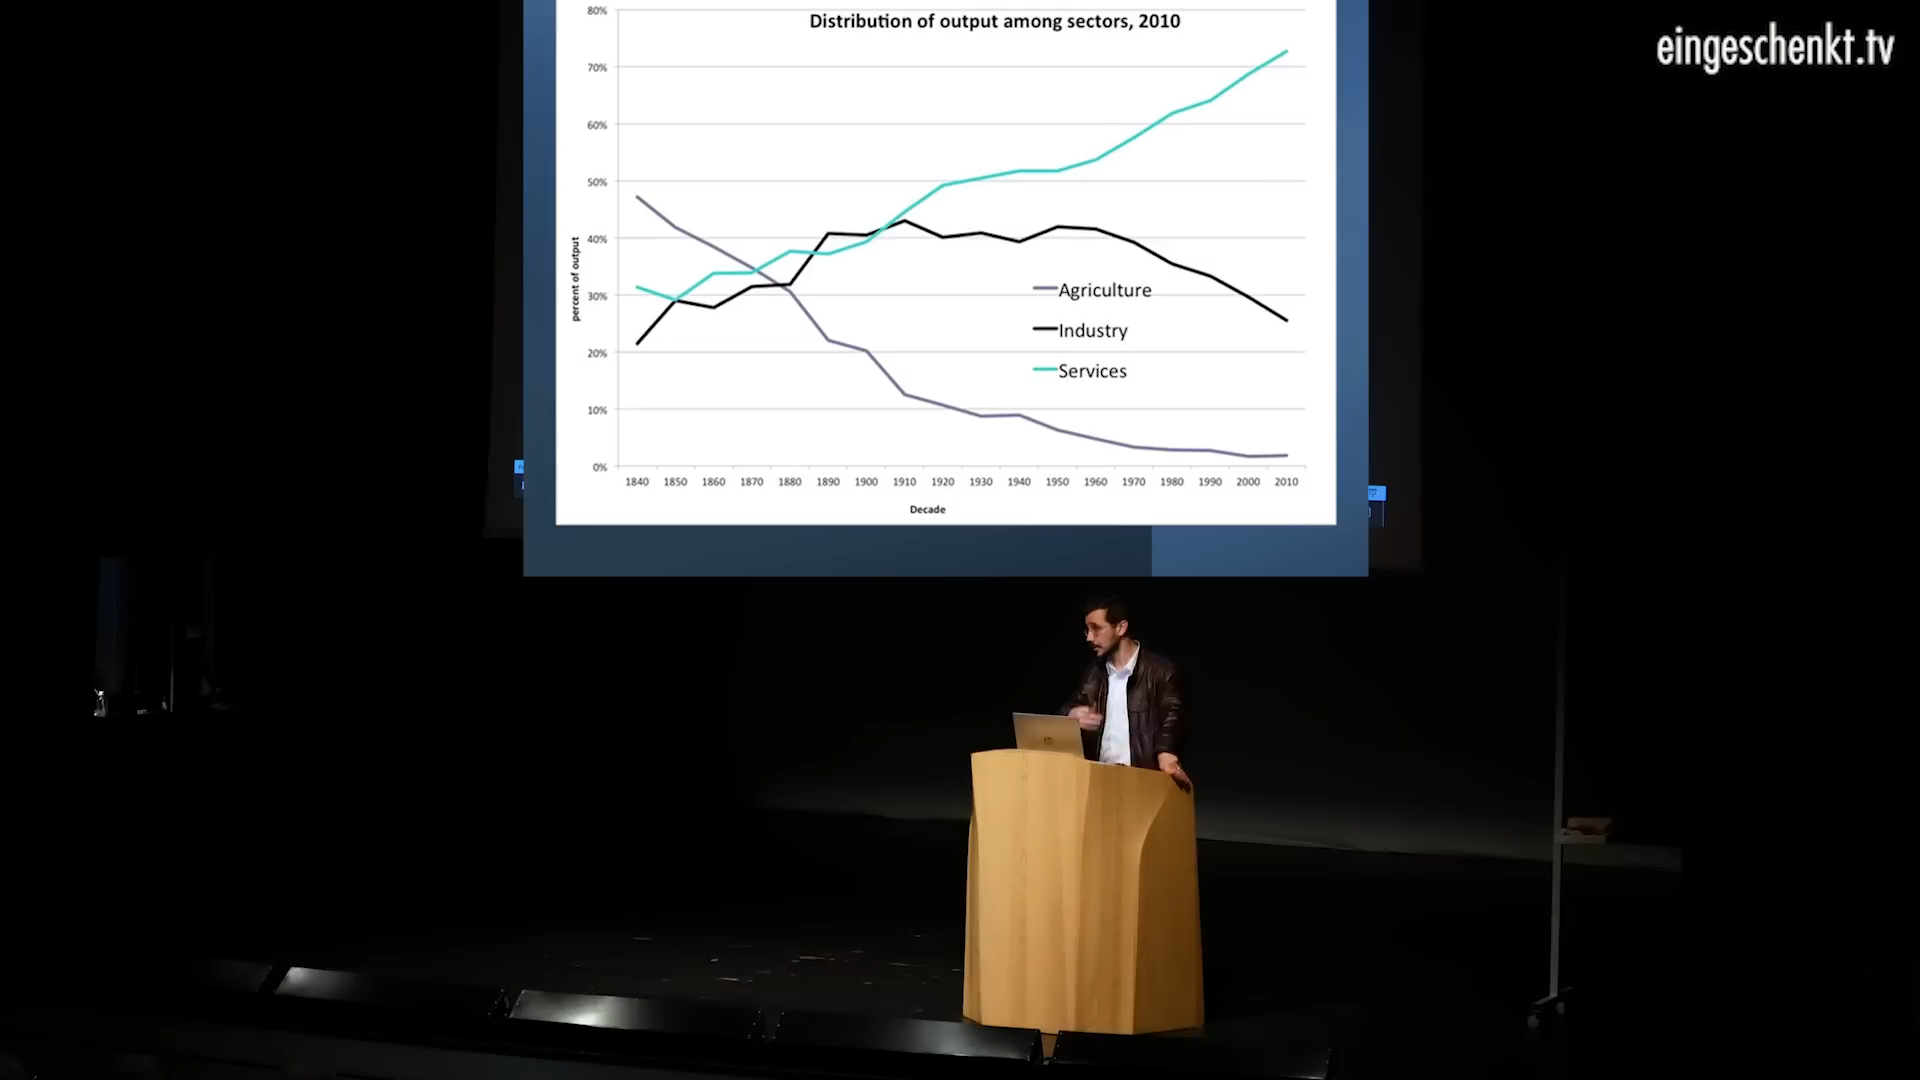 eingeschenkt.tv
Distribution of output among sectors, 2010
80%
70%
60%
50%
40%
30%
20%
10%
0%
percent of output
Agriculture
Industry
Services
1840 1850 1860 1870 1880 1890 1900 1910 1920 1930 1940 1950 1960 1970 1980 1990 2000 2010
Decade